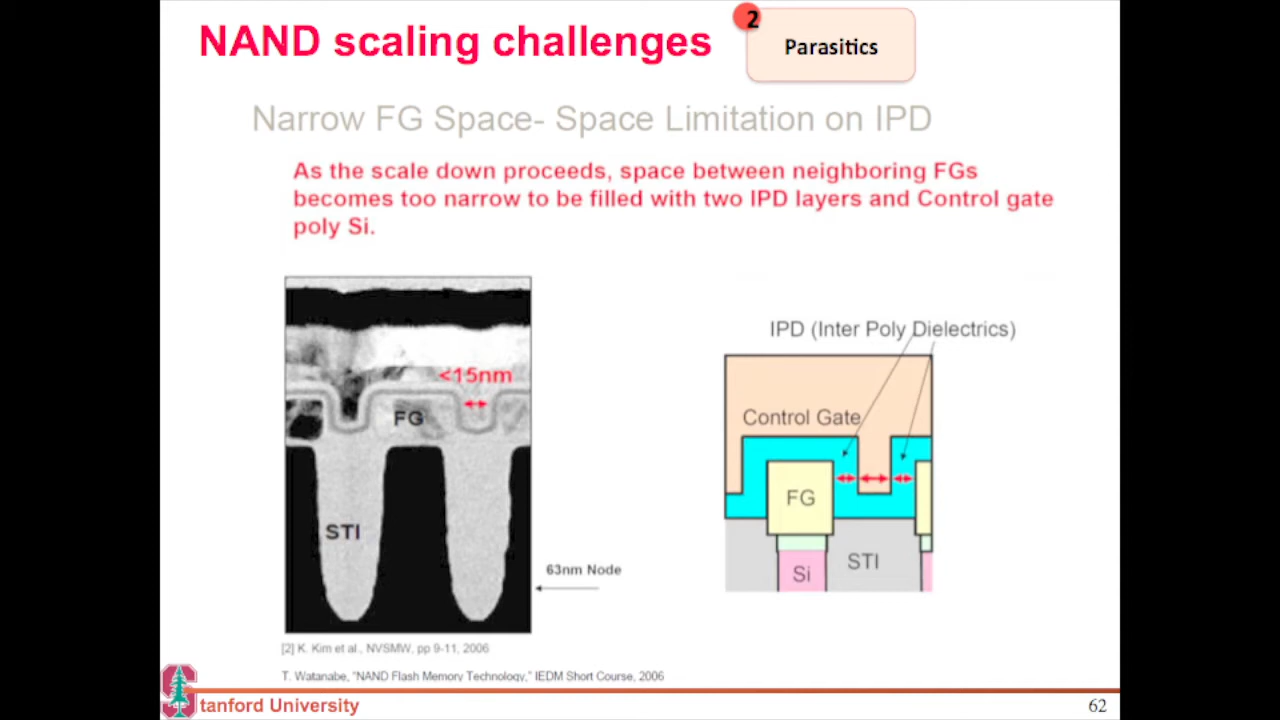 NAND scaling challenges
2
Parasitics
Narrow FG Space- Space Limitation on IPD
As the scale down proceeds, space between neighboring FGs
becomes too narrow to be filled with two IPD layers and Control gate
poly Si.
<15nm
FG
STI
63nm Node
IPD (Inter Poly Dielectrics)
Control Gate
FG
STI
Si
[2] K. Kim et al., NVSMW, pp 9-11, 2006
T. Watanabe, "NAND Flash Memory Technology," IEDM Short Course, 2006
Stanford University
62